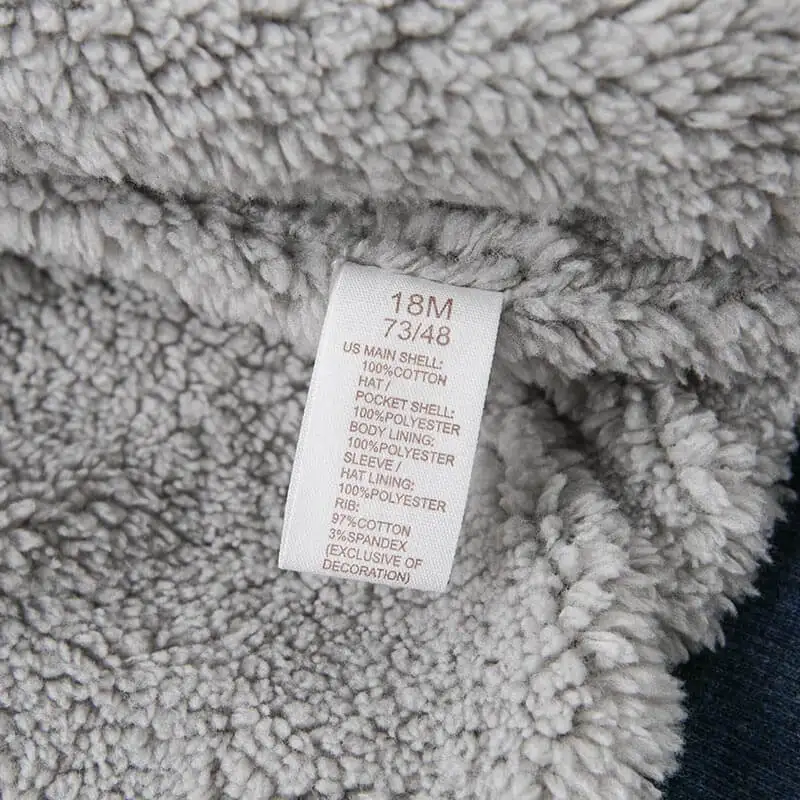 18M
73/48
US MAIN SHELL:
100%COTTON
HAT /
POCKET SHELL:
100%POLYESTER
BODY LINING:
100%POLYESTER
SLEEVE /
HAT LINING:
100%POLYESTER
RIB:
97%COTTON
3%SPANDEX
(EXCLUSIVE OF
DECORATION)